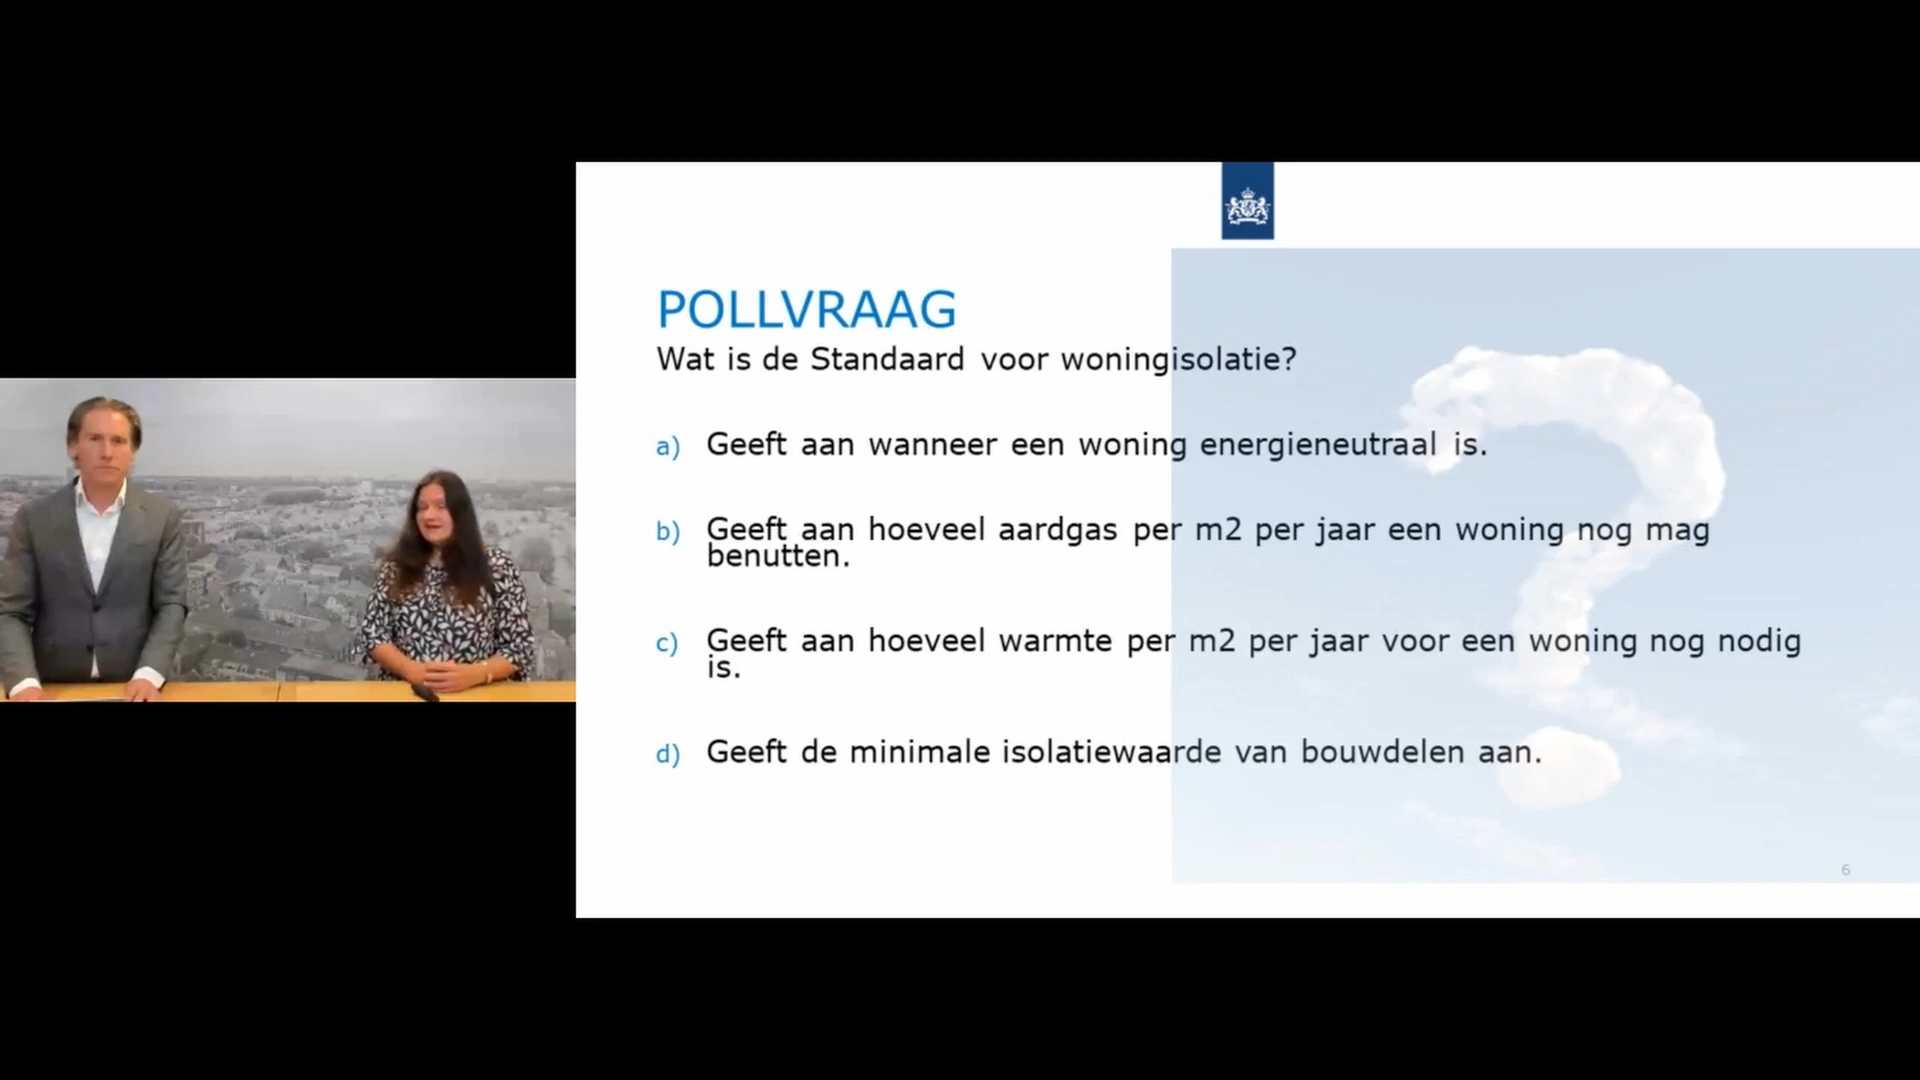 POLLVRAAG
Wat is de Standaard voor woningisolatie?
a) Geeft aan wanneer een woning energieneutraal is.
b) Geeft aan hoeveel aardgas per m2 per jaar een woning nog mag
benutten.
c) Geeft aan hoeveel warmte per m2 per jaar voor een woning nog nodig
is.
d) Geeft de minimale isolatiewaarde van bouwdelen aan.
6